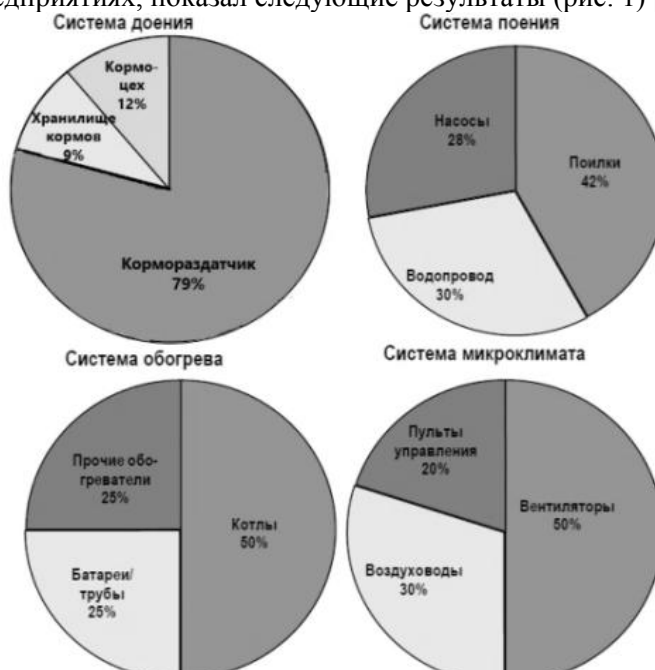 едприятиях, показал следующие результаты (рис. 1)
Система доения
Кормо-
цех
12%
Хранилище
кормов
9%
Кормораздатчик
79%
Система поения
Насосы
28%
Поилки
42%
Водопровод
30%
Система обогрева
Прочие обо-
греватели
25%
Котлы
50%
Батареи/
трубы
25%
Система микроклимата
Пульты
управления
20%
Вентиляторы
50%
Воздуховоды
30%